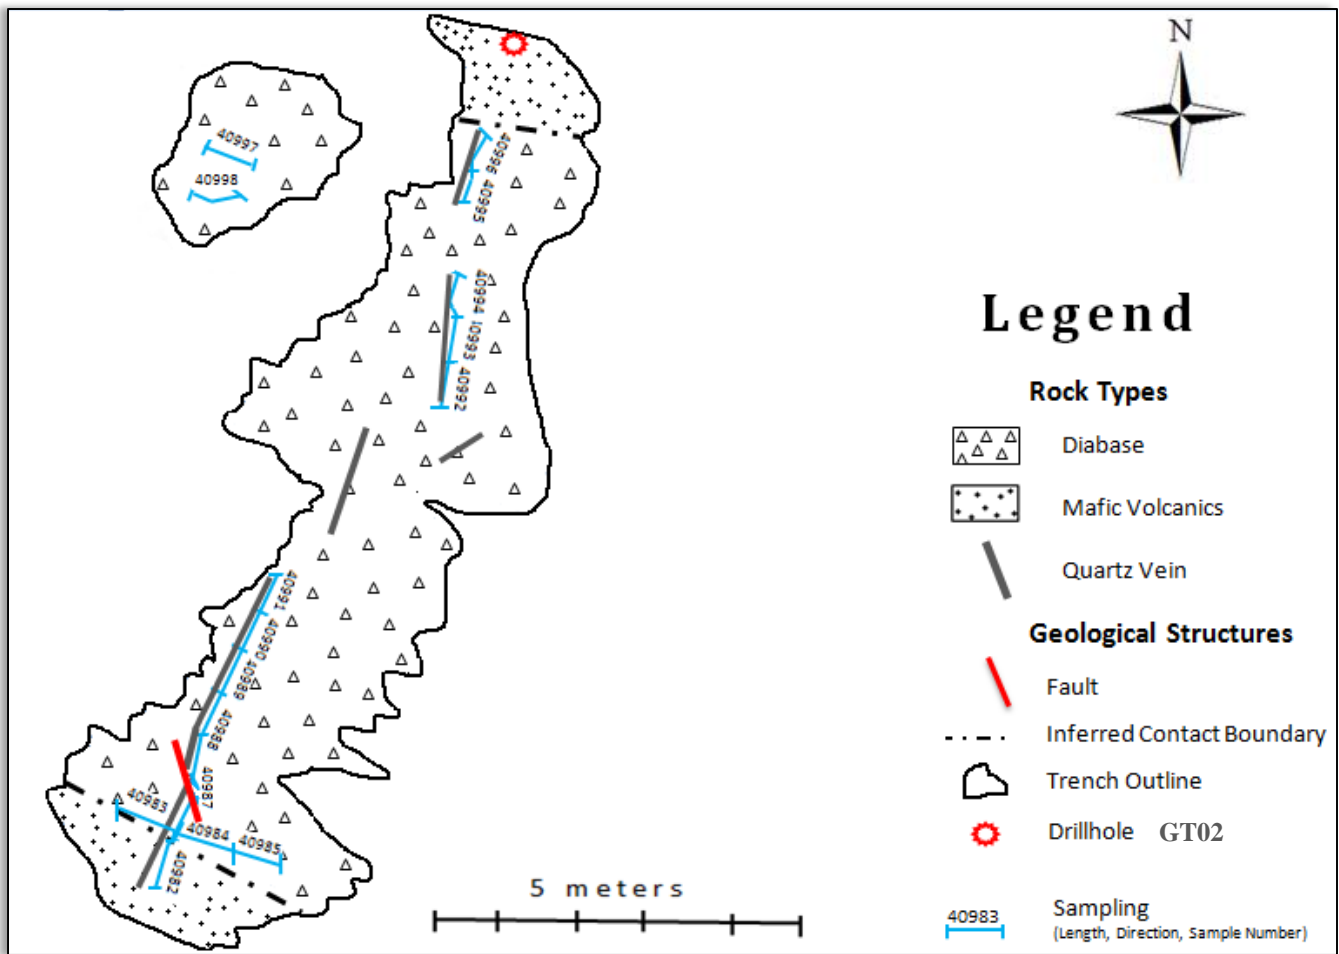 N
40997
40998
40996
40995
40994
10993
40992
40991
40990
40989
40988
40987
40983
40984
40985
40982
Legend
Rock Types
Diabase
Mafic Volcanics
Quartz Vein
Geological Structures
Fault
Inferred Contact Boundary
Trench Outline
Drillhole GT02
40983 Sampling
(Length, Direction, Sample Number)
5 meters